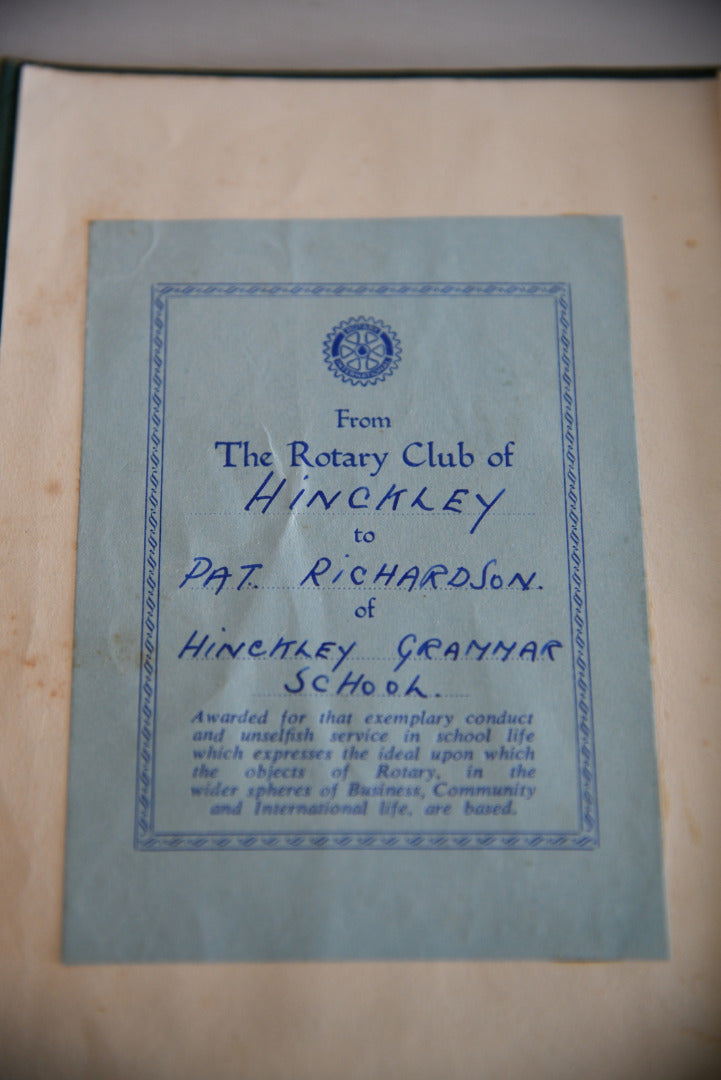 ROTARY
INTERNATIONAL
From
The Rotary Club of
HINCKLEY
to
PAT. RICHARDSON.
of
HINCKLEY GRAMMAR
SCHOOL.
Awarded for that exemplary conduct
and unselfish service in school life
which expresses the ideal upon which
the objects of Rotary, in the
wider spheres of Business, Community
and International life, are based.